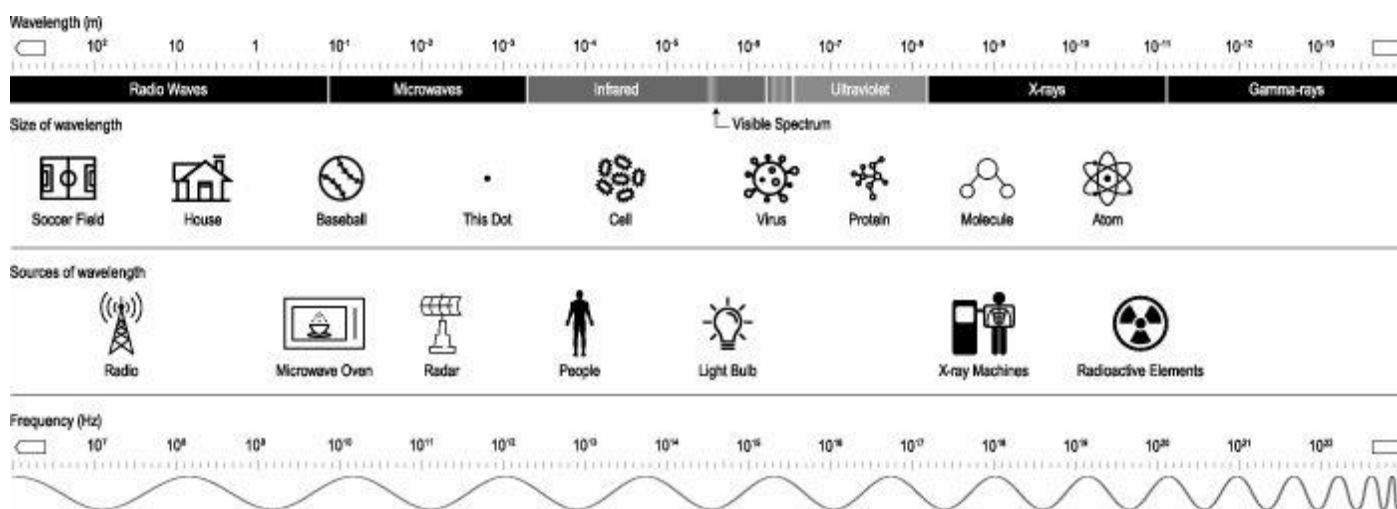 Wavelength (m)
10² 10 1 10⁻¹ 10⁻² 10⁻³ 10⁻⁴ 10⁻⁵ 10⁻⁶ 10⁻⁷ 10⁻⁸ 10⁻⁹ 10⁻¹⁰ 10⁻¹¹ 10⁻¹² 10⁻¹³
Radio Waves Microwaves Infrared Ultraviolet X-rays Gamma-rays
Size of wavelength Visible Spectrum
Soccer Field House Baseball This Dot Cell Virus Protein Molecule Atom
Sources of wavelength
Radio Microwave Oven Radar People Light Bulb X-ray Machines Radioactive Elements
Frequency (Hz)
10⁷ 10⁸ 10⁹ 10¹⁰ 10¹¹ 10¹² 10¹³ 10¹⁴ 10¹⁵ 10¹⁶ 10¹⁷ 10¹⁸ 10¹⁹ 10²⁰ 10²¹